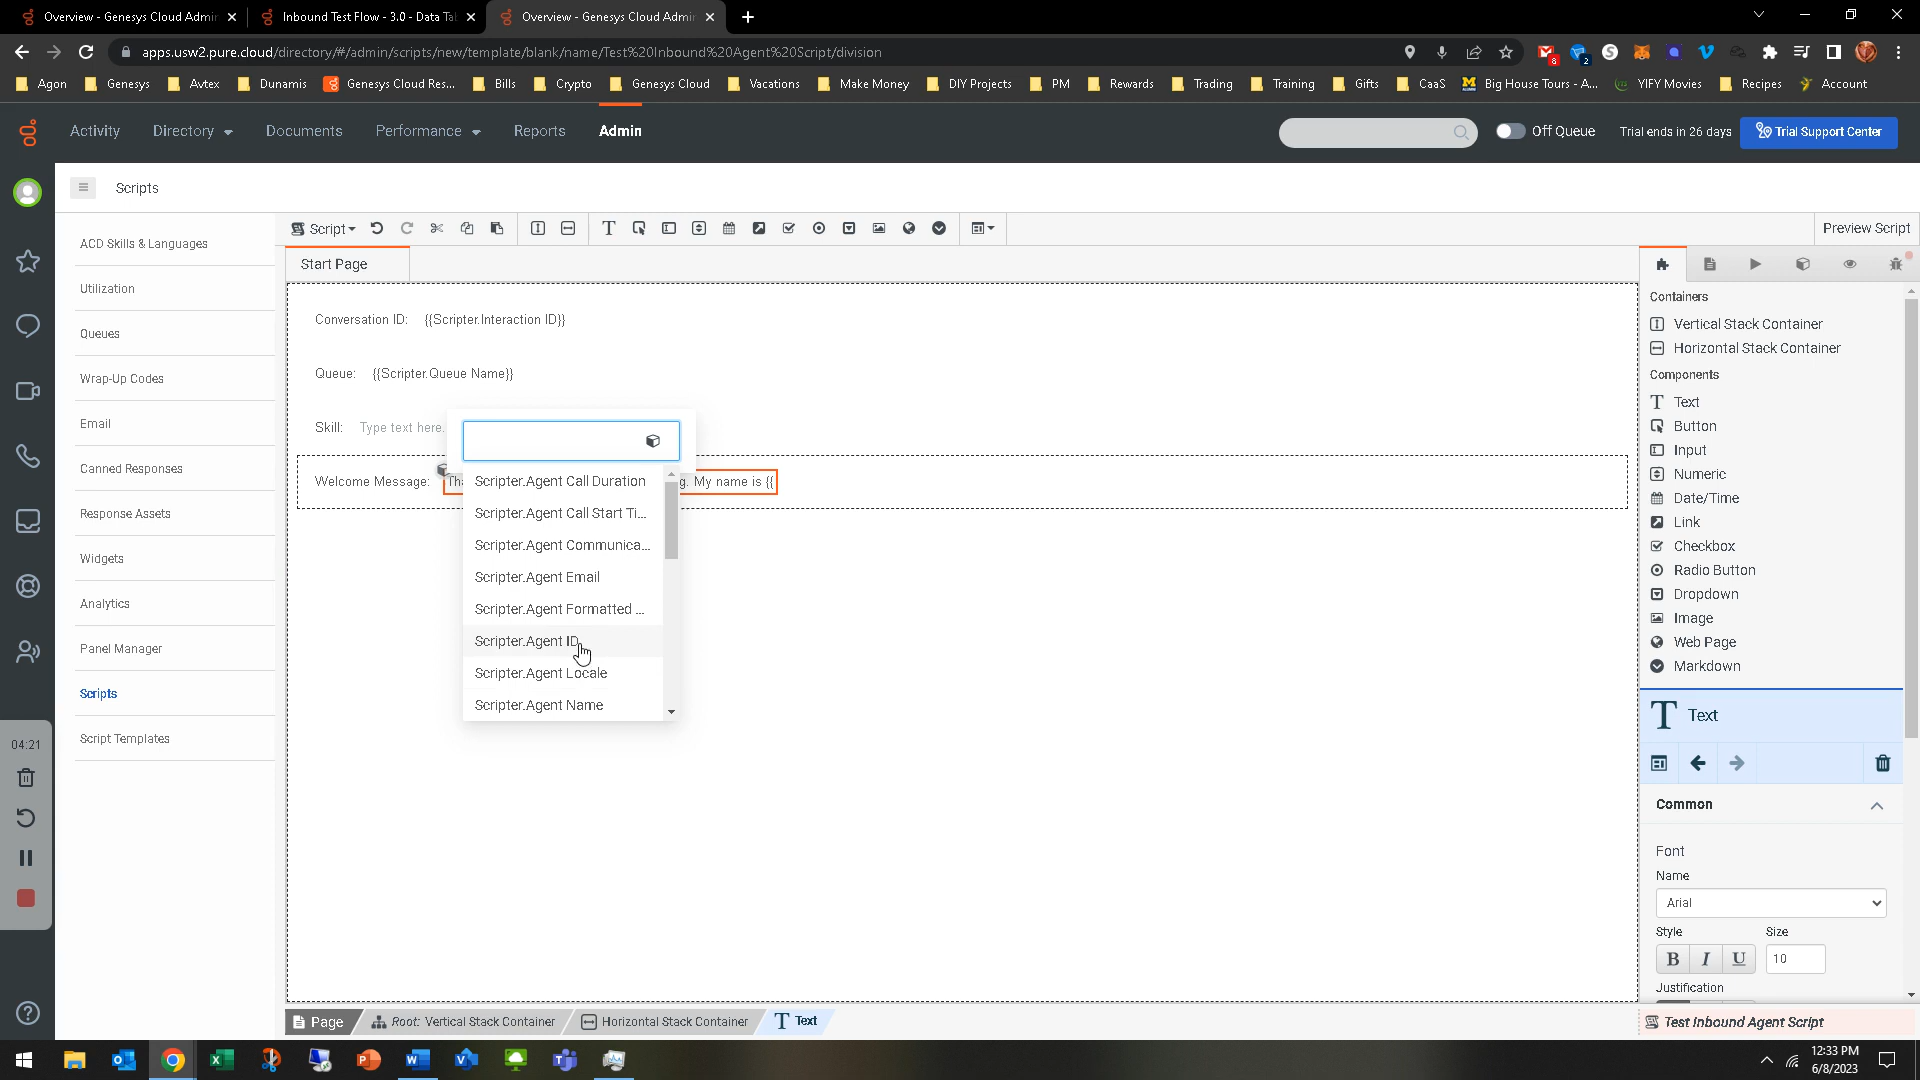 Overview - Genesys Cloud Admin
Inbound Test Flow - 3.0 - Data Tab
Overview - Genesys Cloud Admin
apps.usw2.pure.cloud/directory/#/admin/scripts/new/template/blank/name/Test%20Inbound%20Agent%20Script/division
8
2
Agon
Genesys
Avtex
Dunamis
Genesys Cloud Res...
Bills
Crypto
Genesys Cloud
Vacations
Make Money
DIY Projects
PM
Rewards
Trading
Training
Gifts
CaaS
Big House Tours - A...
YIFY Movies
Recipes
Account
Activity
Directory
Documents
Performance
Reports
Admin
Off Queue
Trial ends in 26 days
Trial Support Center
Scripts
ACD Skills & Languages
Utilization
Queues
Wrap-Up Codes
Email
Canned Responses
Response Assets
Widgets
Analytics
Panel Manager
Scripts
Script Templates
04:21
Script
Preview Script
Start Page
Conversation ID: {{Scripter.Interaction ID}}
Queue: {{Scripter.Queue Name}}
Skill: Type text here.
Welcome Message: Tha
g. My name is {{
Scripter.Agent Call Duration
Scripter.Agent Call Start Ti...
Scripter.Agent Communica...
Scripter.Agent Email
Scripter.Agent Formatted ...
Scripter.Agent ID
Scripter.Agent Locale
Scripter.Agent Name
Containers
Vertical Stack Container
Horizontal Stack Container
Components
Text
Button
Input
Numeric
Date/Time
Link
Checkbox
Radio Button
Dropdown
Image
Web Page
Markdown
Text
Common
Font
Name
Arial
Style
Size
B I U
10
Justification
Page
Root: Vertical Stack Container
Horizontal Stack Container
Text
Test Inbound Agent Script
12:33 PM
6/8/2023